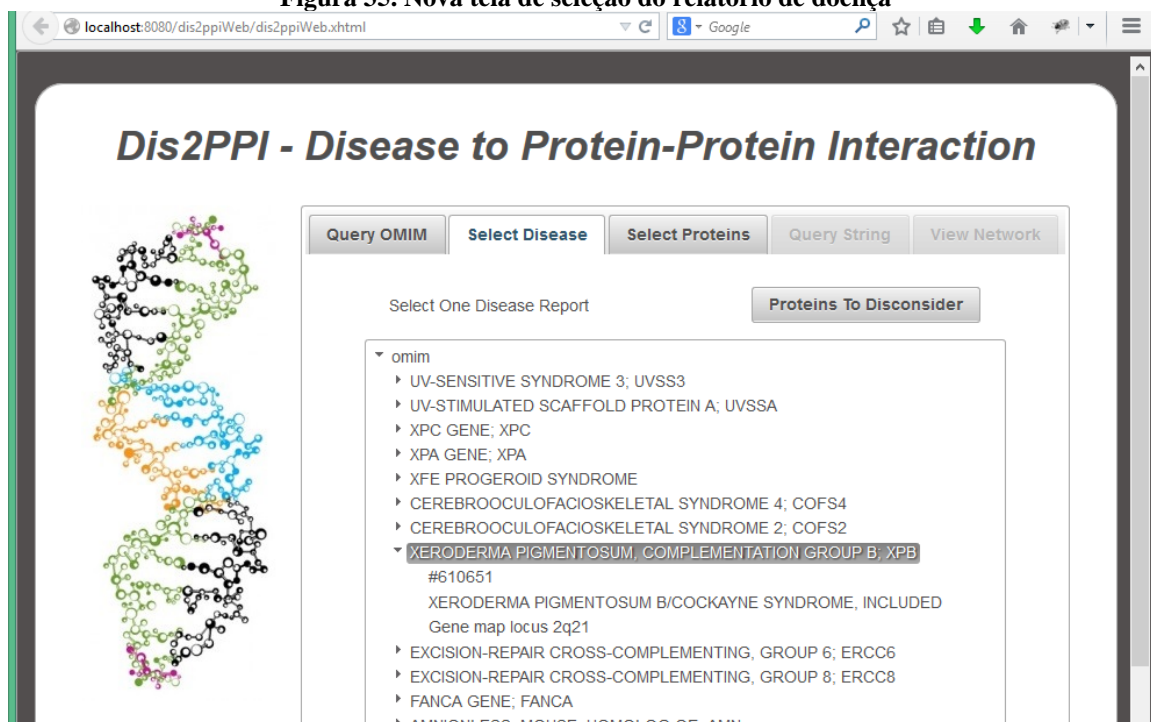 Figura 35. Nova tela de seleção do relatório de doença
localhost:8080/dis2ppiWeb/dis2ppiWeb.xhtml
8 Google
Dis2PPI - Disease to Protein-Protein Interaction
Query OMIM Select Disease Select Proteins Query String View Network
Select One Disease Report Proteins To Disconsider
omim
UV-SENSITIVE SYNDROME 3; UVSS3
UV-STIMULATED SCAFFOLD PROTEIN A; UVSSA
XPC GENE; XPC
XPA GENE; XPA
XFE PROGEROID SYNDROME
CEREBROOCULOFACIOSKELETAL SYNDROME 4; COFS4
CEREBROOCULOFACIOSKELETAL SYNDROME 2; COFS2
XERODERMA PIGMENTOSUM, COMPLEMENTATION GROUP B; XPB
#610651
XERODERMA PIGMENTOSUM B/COCKAYNE SYNDROME, INCLUDED
Gene map locus 2q21
EXCISION-REPAIR CROSS-COMPLEMENTING, GROUP 6; ERCC6
EXCISION-REPAIR CROSS-COMPLEMENTING, GROUP 8; ERCC8
FANCA GENE; FANCA